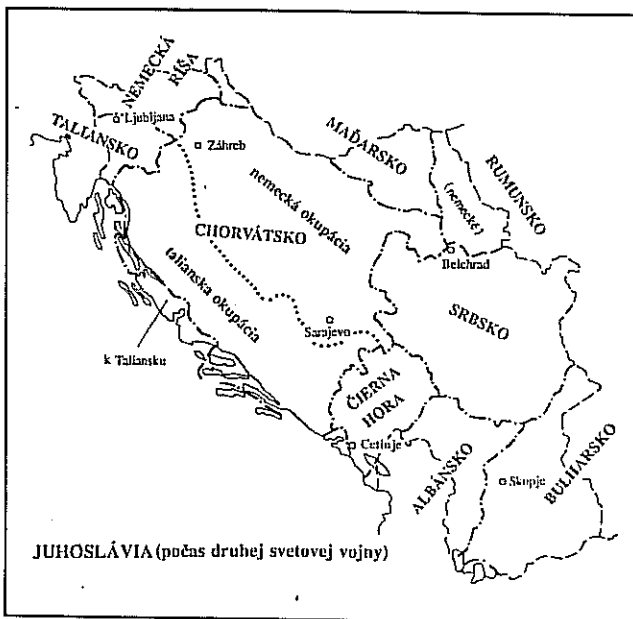 NEMECKÁ
RÍŠA
TALIANSKO
Ljubljana
Záhreb
MAĎARSKO
RUMUNSKO
(nemecké)
nemecká okupácia
CHORVÁTSKO
Belehrad
talianska okupácia
SRBSKO
Sarajevo
k Taliansku
ČIERNA
HORA
Cetinje
ALBÁNSKO
Skopje
BULHARSKO
JUHOSLÁVIA (počas druhej svetovej vojny)